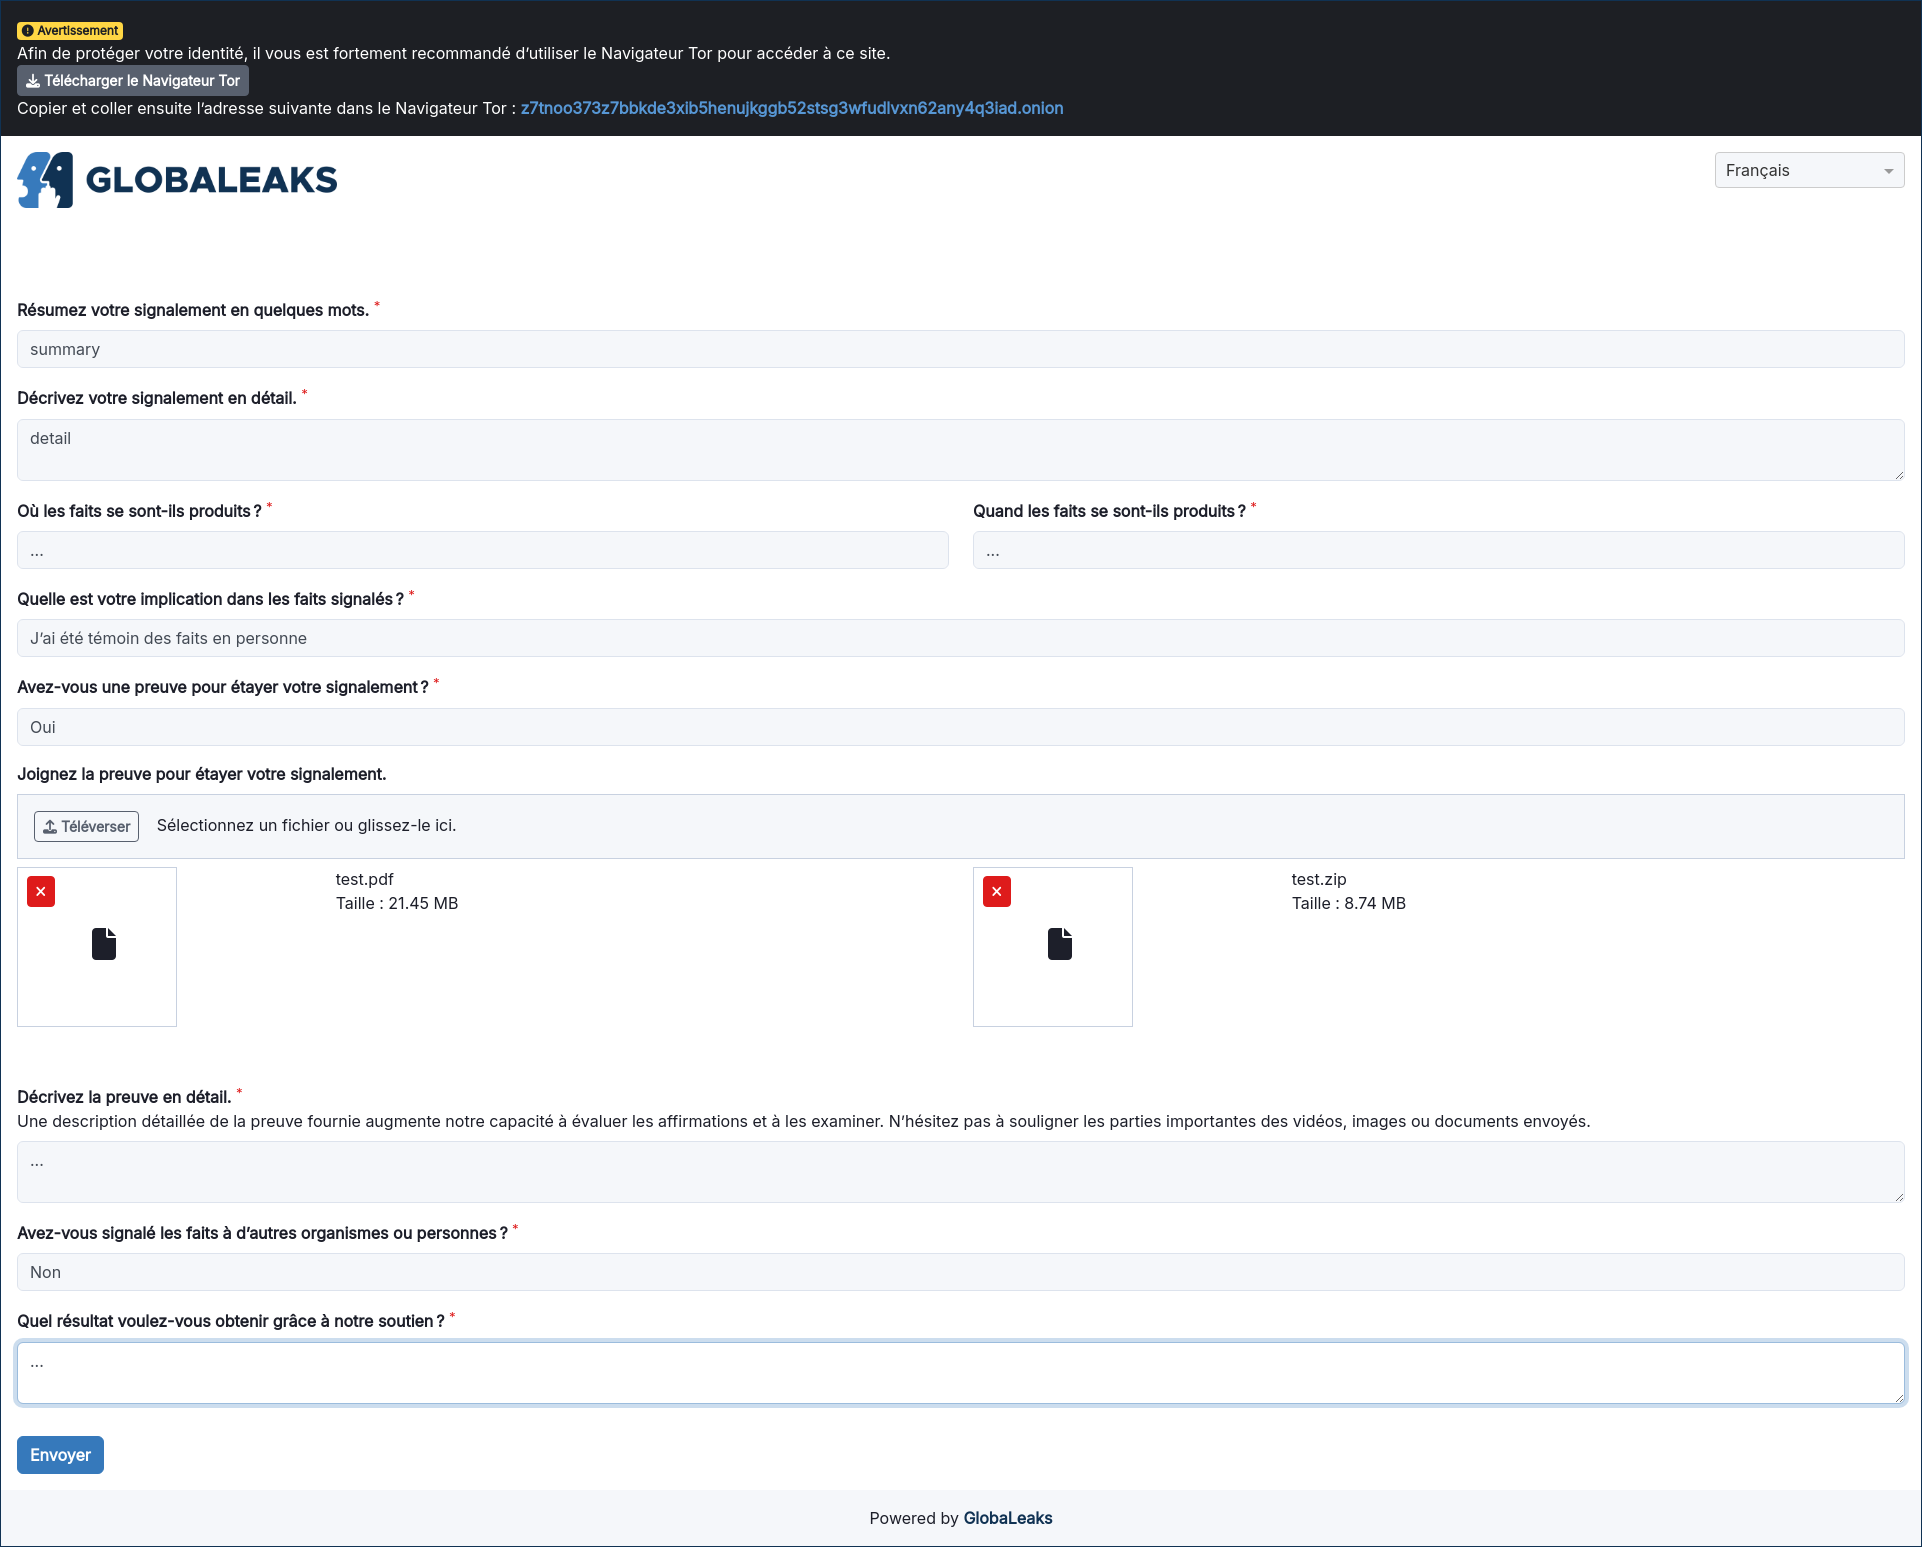 Avertissement
Afin de protéger votre identité, il vous est fortement recommandé d’utiliser le Navigateur Tor pour accéder à ce site.
Télécharger le Navigateur Tor
Copier et coller ensuite l’adresse suivante dans le Navigateur Tor : z7tnoo373z7bbkde3xib5henujkggb52stsg3wfudlvxn62any4q3iad.onion
GLOBALEAKS
Français
Résumez votre signalement en quelques mots. *
summary
Décrivez votre signalement en détail. *
detail
Où les faits se sont-ils produits ? *
...
Quand les faits se sont-ils produits ? *
...
Quelle est votre implication dans les faits signalés ? *
J’ai été témoin des faits en personne
Avez-vous une preuve pour étayer votre signalement ? *
Oui
Joignez la preuve pour étayer votre signalement.
Téléverser Sélectionnez un fichier ou glissez-le ici.
test.pdf
Taille : 21.45 MB
test.zip
Taille : 8.74 MB
Décrivez la preuve en détail. *
Une description détaillée de la preuve fournie augmente notre capacité à évaluer les affirmations et à les examiner. N’hésitez pas à souligner les parties importantes des vidéos, images ou documents envoyés.
...
Avez-vous signalé les faits à d’autres organismes ou personnes ? *
Non
Quel résultat voulez-vous obtenir grâce à notre soutien ? *
...
Envoyer
Powered by GlobaLeaks